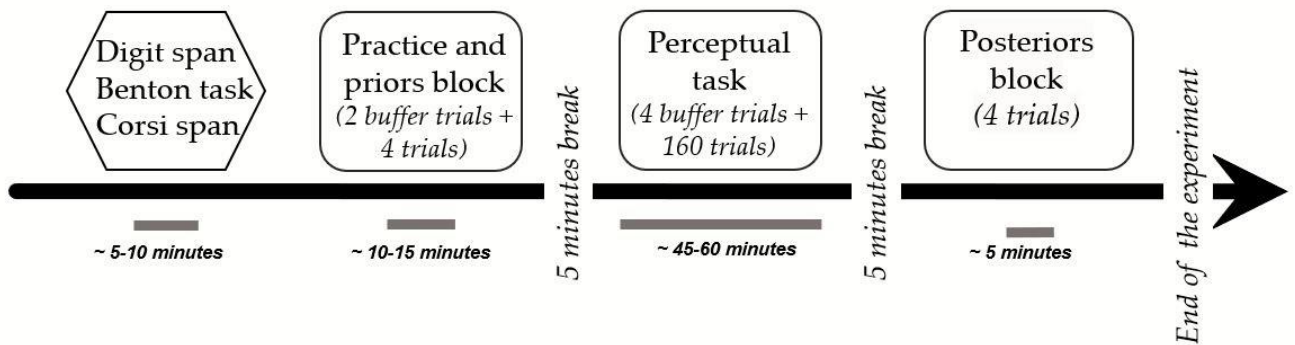 Digit span
Benton task
Corsi span
Practice and
priors block
(2 buffer trials +
4 trials)
5 minutes break
Perceptual
task
(4 buffer trials +
160 trials)
5 minutes break
Posteriors
block
(4 trials)
End of the experiment
~ 5-10 minutes
~ 10-15 minutes
~ 45-60 minutes
~ 5 minutes